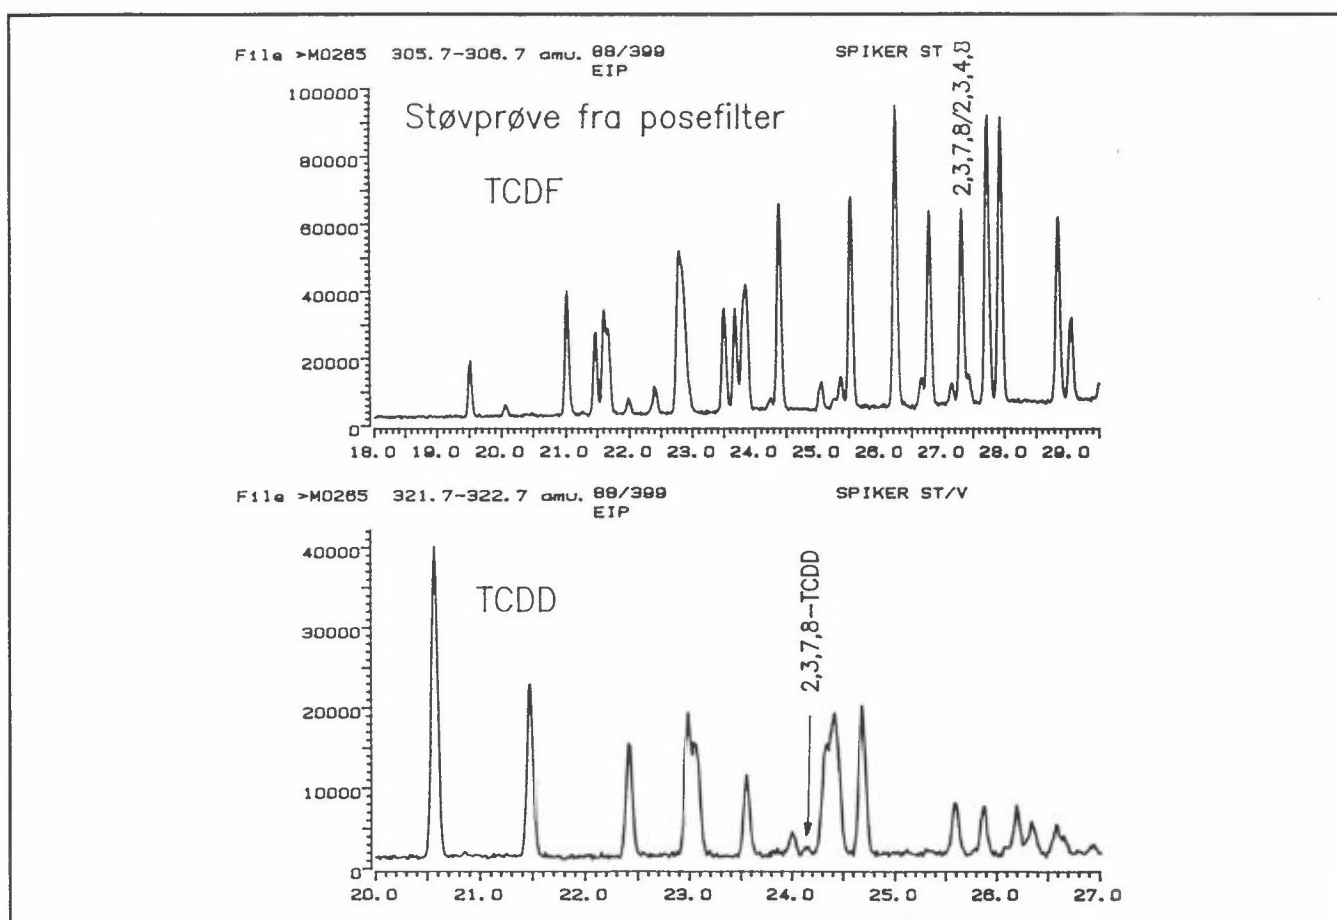 File >M0265 305.7-306.7 amu. 88/399
EIP
SPIKER ST
2,3,7,8/2,3,4,8
Støvprøve fra posefilter
TCDF
100000
80000
60000
40000
20000
0
18.0 19.0 20.0 21.0 22.0 23.0 24.0 25.0 26.0 27.0 28.0 29.0
File >M0265 321.7-322.7 amu. 88/399
EIP
SPIKER ST/V
TCDD
2,3,7,8-TCDD
40000
30000
20000
10000
0
20.0 21.0 22.0 23.0 24.0 25.0 26.0 27.0